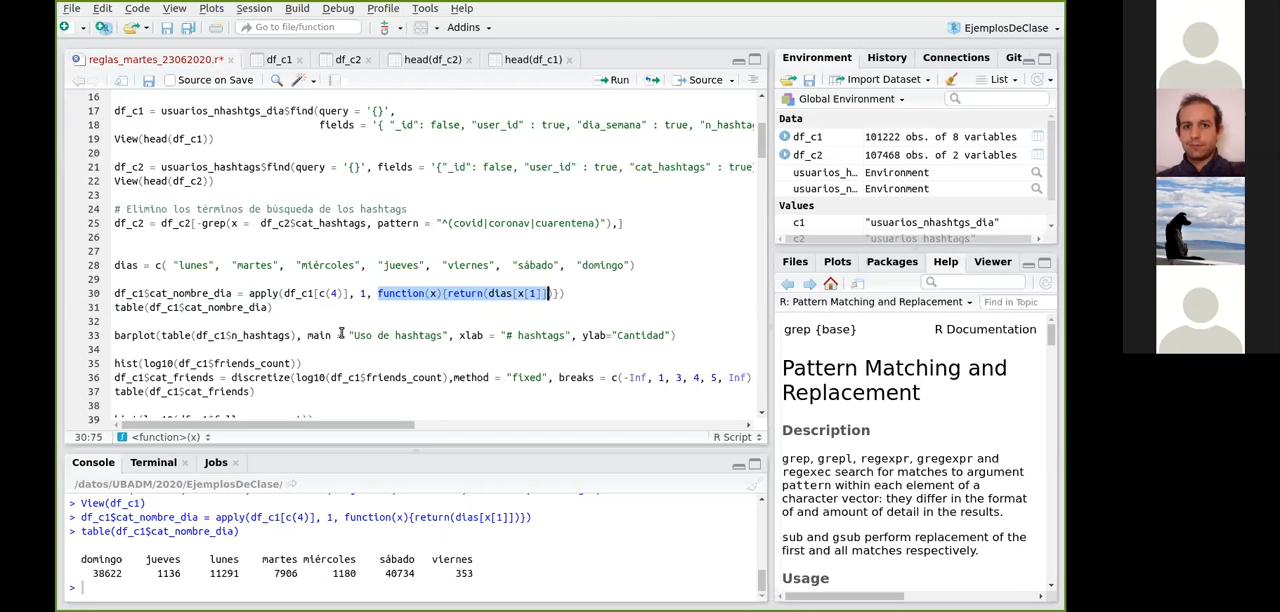 File Edit Code View Plots Session Build Debug Profile Tools Help
Go to file/function Addins EjemplosDeClase
reglas_martes_23062020.r* df_c1 df_c2 head(df_c2) head(df_c1)
Source on Save Run Source
16
17 df_c1 = usuarios_nhashtgs_dia$find(query = '{}',
18 fields = '{ "_id": false, "user_id" : true, "dia_semana" : true, "n_hashtag
19 View(head(df_c1))
20
21 df_c2 = usuarios_hashtags$find(query = '{}', fields = '{"_id": false, "user_id" : true, "cat_hashtags" : true
22 View(head(df_c2))
23
24 # Elimino los términos de búsqueda de los hashtags
25 df_c2 = df_c2[-grep(x = df_c2$cat_hashtags, pattern = "^(covid|coronav|cuarentena)"),]
26
27
28 dias = c( "lunes", "martes", "miércoles", "jueves", "viernes", "sábado", "domingo")
29
30 df_c1$cat_nombre_dia = apply(df_c1[c(4)], 1, function(x){return(dias[x[1]])})
31 table(df_c1$cat_nombre_dia)
32
33 barplot(table(df_c1$n_hashtags), main = "Uso de hashtags", xlab = "# hashtags", ylab="Cantidad")
34
35 hist(log10(df_c1$friends_count))
36 df_c1$cat_friends = discretize(log10(df_c1$friends_count),method = "fixed", breaks = c(-Inf, 1, 3, 4, 5, Inf)
37 table(df_c1$cat_friends)
38
39
30:75 <function>(x) R Script
Console Terminal Jobs
/datos/UBADM/2020/EjemplosDeClase/
> View(df_c1)
> df_c1$cat_nombre_dia = apply(df_c1[c(4)], 1, function(x){return(dias[x[1]])})
> table(df_c1$cat_nombre_dia)
domingo jueves lunes martes miércoles sábado viernes
38622 1136 11291 7906 1180 40734 353
>
Environment History Connections Git
Import Dataset List
Global Environment
Data
df_c1 101222 obs. of 8 variables
df_c2 107468 obs. of 2 variables
usuarios_h… Environment
usuarios_n… Environment
Values
c1 "usuarios_nhashtgs_dia"
c2 "usuarios hashtags"
Files Plots Packages Help Viewer
R: Pattern Matching and Replacement Find in Topic
grep {base} R Documentation
Pattern Matching and
Replacement
Description
grep, grepl, regexpr, gregexpr and
regexec search for matches to argument
pattern within each element of a
character vector: they differ in the format
of and amount of detail in the results.
sub and gsub perform replacement of the
first and all matches respectively.
Usage